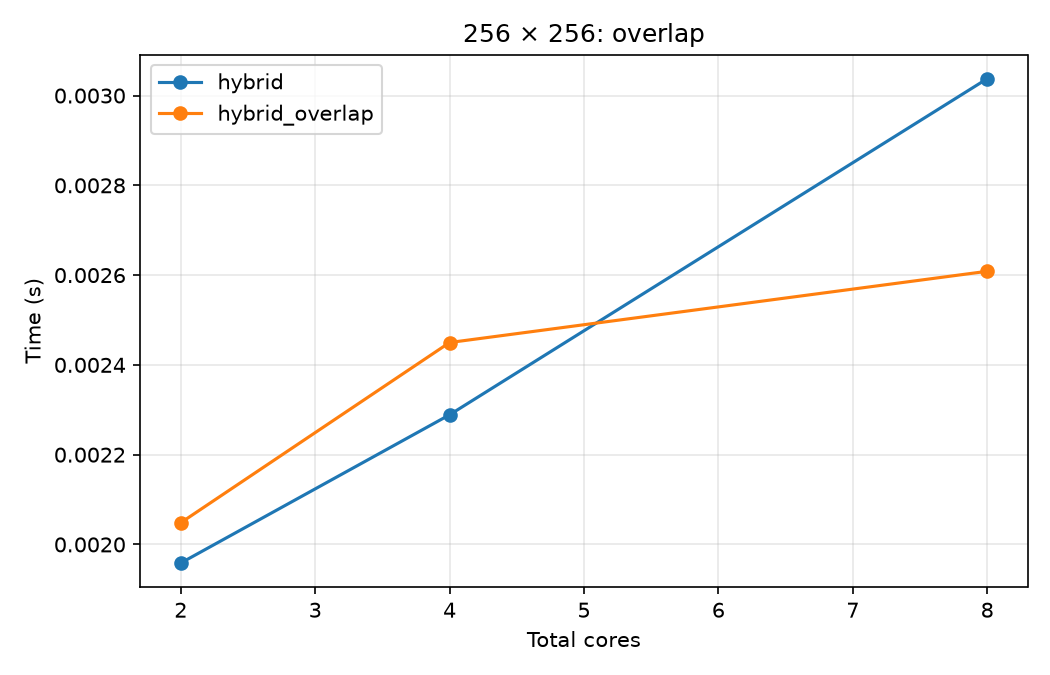 256 × 256: overlap
hybrid
hybrid_overlap
0.0030
0.0028
0.0026
0.0024
0.0022
0.0020
Time (s)
2 3 4 5 6 7 8
Total cores